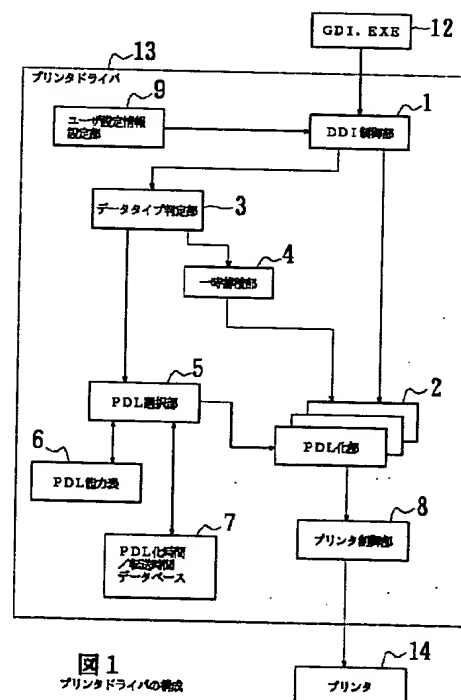 GDI.EXE
12
13
プリンタドライバ
9
ユーザ設定情報
設定部
1
DDI制御部
データタイプ判定部
3
4
一時蓄積部
5
PDL選択部
2
PDL化部
6
PDL能力表
7
PDL化時間
/転送時間
データベース
8
プリンタ制御部
14
プリンタ
図1
プリンタドライバの構成